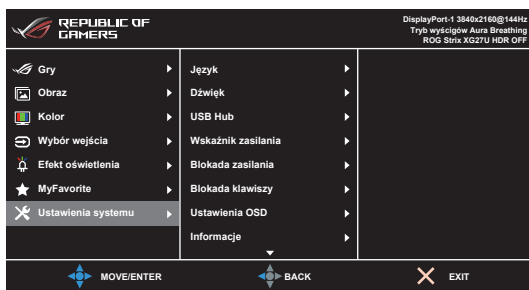 REPUBLIC OF
GAMERS
DisplayPort-1 3840x2160@144Hz
Tryb wyścigów Aura Breathing
ROG Strix XG27U HDR OFF
Gry
Obraz
Kolor
Wybór wejścia
Efekt oświetlenia
MyFavorite
Ustawienia systemu
Język
Dźwięk
USB Hub
Wskaźnik zasilania
Blokada zasilania
Blokada klawiszy
Ustawienia OSD
Informacje
MOVE/ENTER
BACK
EXIT